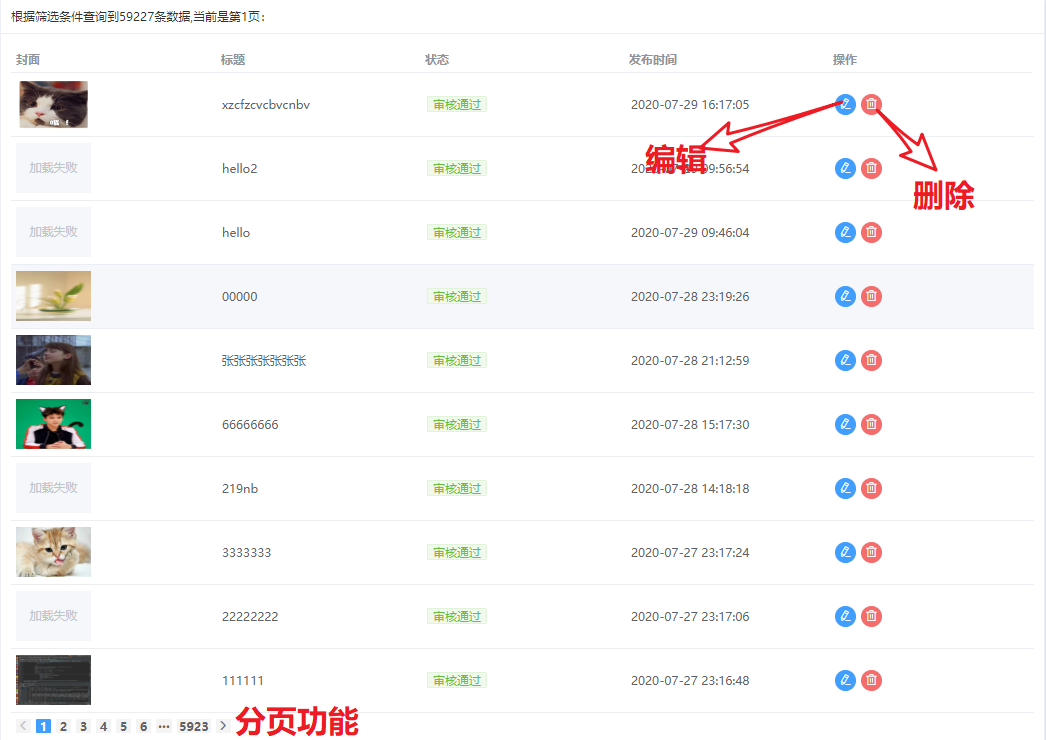 根据筛选条件查询到59227条数据,当前是第1页:
封面 标题 状态 发布时间 操作
xzcfzcvcbvcnbv 审核通过 2020-07-29 16:17:05
编辑
加载失败 hello2 审核通过 2020-07-29 09:56:54
删除
加载失败 hello 审核通过 2020-07-29 09:46:04
00000 审核通过 2020-07-28 23:19:26
张张张张张张张 审核通过 2020-07-28 21:12:59
66666666 审核通过 2020-07-28 15:17:30
加载失败 219nb 审核通过 2020-07-28 14:18:18
3333333 审核通过 2020-07-27 23:17:24
加载失败 22222222 审核通过 2020-07-27 23:17:06
111111 审核通过 2020-07-27 23:16:48
< 1 2 3 4 5 6 ••• 5923 > 分页功能